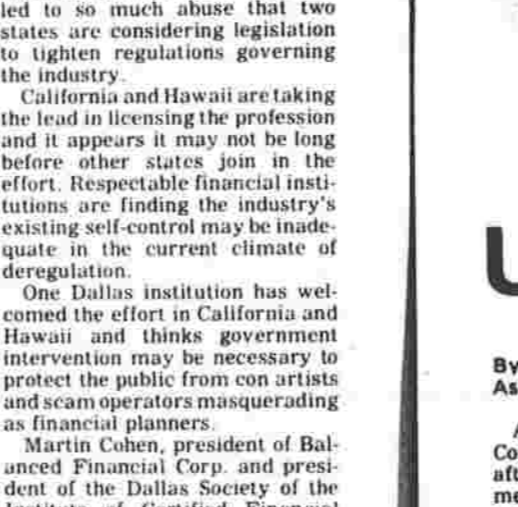 led to so much abuse that two
states are considering legislation
to tighten regulations governing
the industry.
California and Hawaii are taking
the lead in licensing the profession
and it appears it may not be long
before other states join in the
effort. Respectable financial insti-
tutions are finding the industry's
existing self-control may be inade-
quate in the current climate of
deregulation.
One Dallas institution has wel-
comed the effort in California and
Hawaii and thinks government
intervention may be necessary to
protect the public from con artists
and scam operators masquerading
as financial planners.
Martin Cohen, president of Bal-
anced Financial Corp. and presi-
dent of the Dallas Society of the
Institute of Certified Financial
U
By
As
A
Co
aft
me